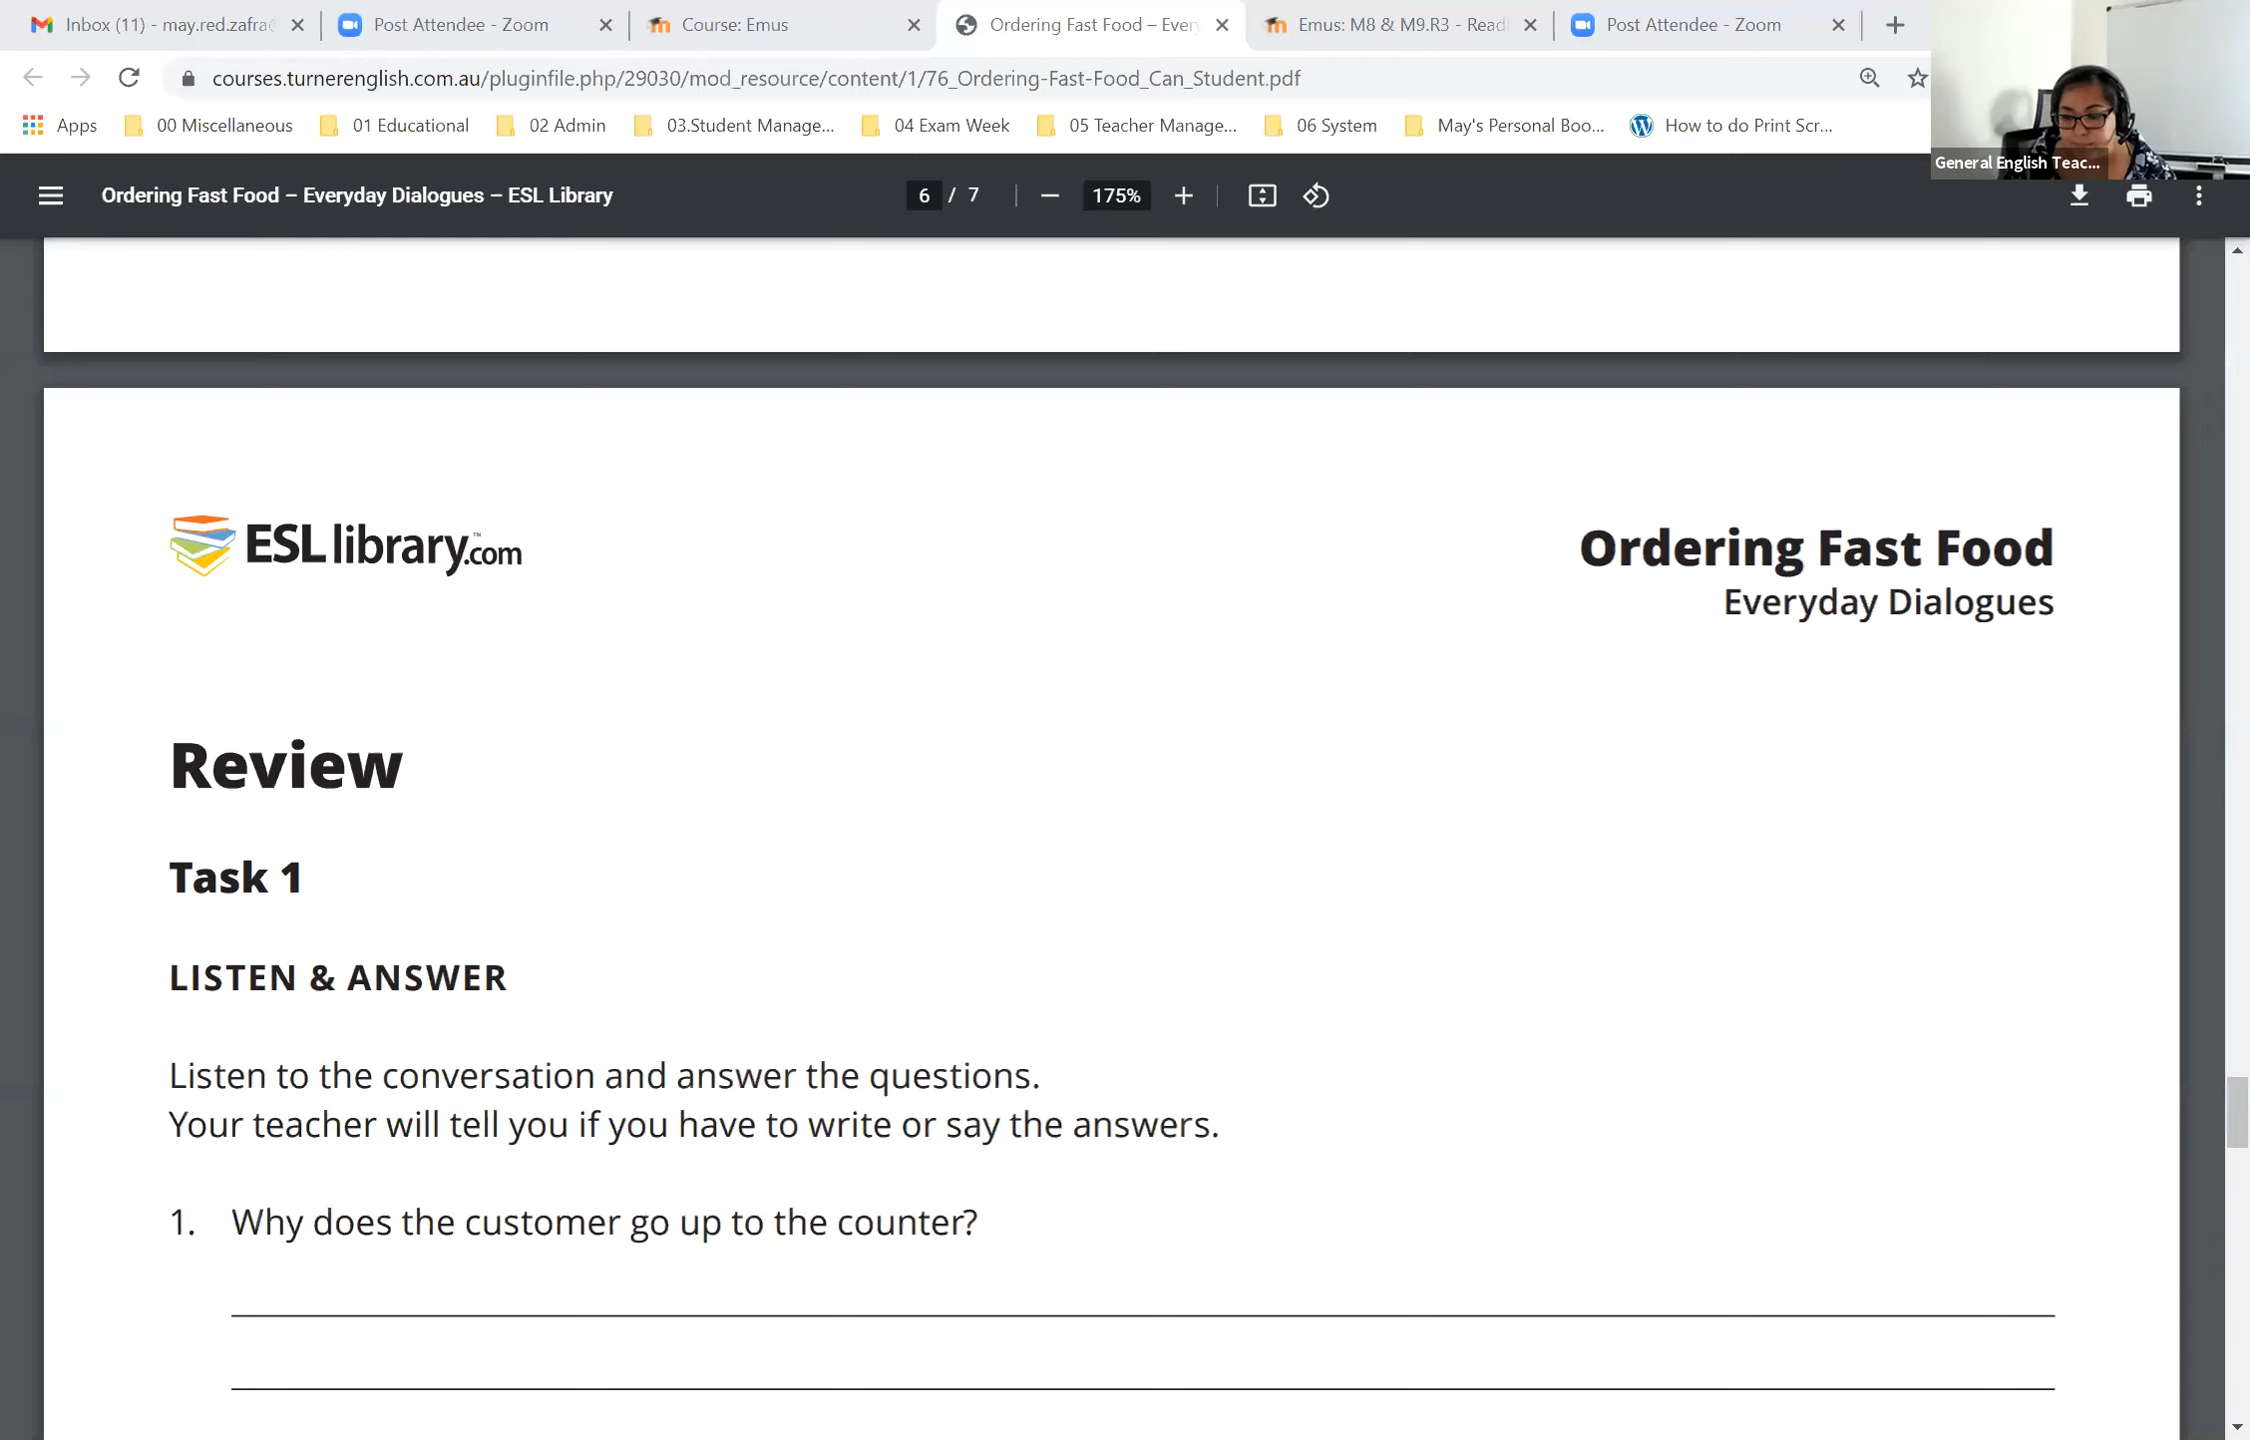 Inbox (11) - may.red.zafra
Post Attendee - Zoom
Course: Emus
Ordering Fast Food – Every
Emus: M8 & M9.R3 - Readi
Post Attendee - Zoom
courses.turnerenglish.com.au/pluginfile.php/29030/mod_resource/content/1/76_Ordering-Fast-Food_Can_Student.pdf
Apps
00 Miscellaneous
01 Educational
02 Admin
03.Student Manage...
04 Exam Week
05 Teacher Manage...
06 System
May's Personal Boo...
How to do Print Scr...
General English Teac...
Ordering Fast Food – Everyday Dialogues – ESL Library
6 / 7
175%
ESL library.com™
Ordering Fast Food
Everyday Dialogues
Review
Task 1
LISTEN & ANSWER
Listen to the conversation and answer the questions.
Your teacher will tell you if you have to write or say the answers.
1. Why does the customer go up to the counter?